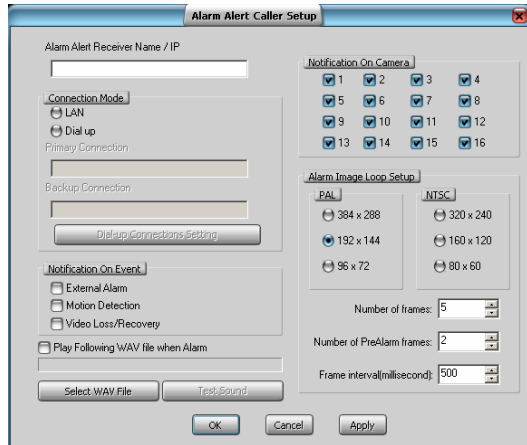 Alarm Alert Caller Setup
Alarm Alert Receiver Name / IP
Connection Mode
LAN
Dial up
Primary Connection
Backup Connection
Dial-up Connections Setting
Notification On Event
External Alarm
Motion Detection
Video Loss/Recovery
Play Following WAV file when Alarm
Select WAV File Test Sound
Notification On Camera
1 2 3 4
5 6 7 8
9 10 11 12
13 14 15 16
Alarm Image Loop Setup
PAL NTSC
384 x 288 320 x 240
192 x 144 160 x 120
96 x 72 80 x 60
Number of frames: 5
Number of PreAlarm frames: 2
Frame interval(millisecond): 500
OK Cancel Apply